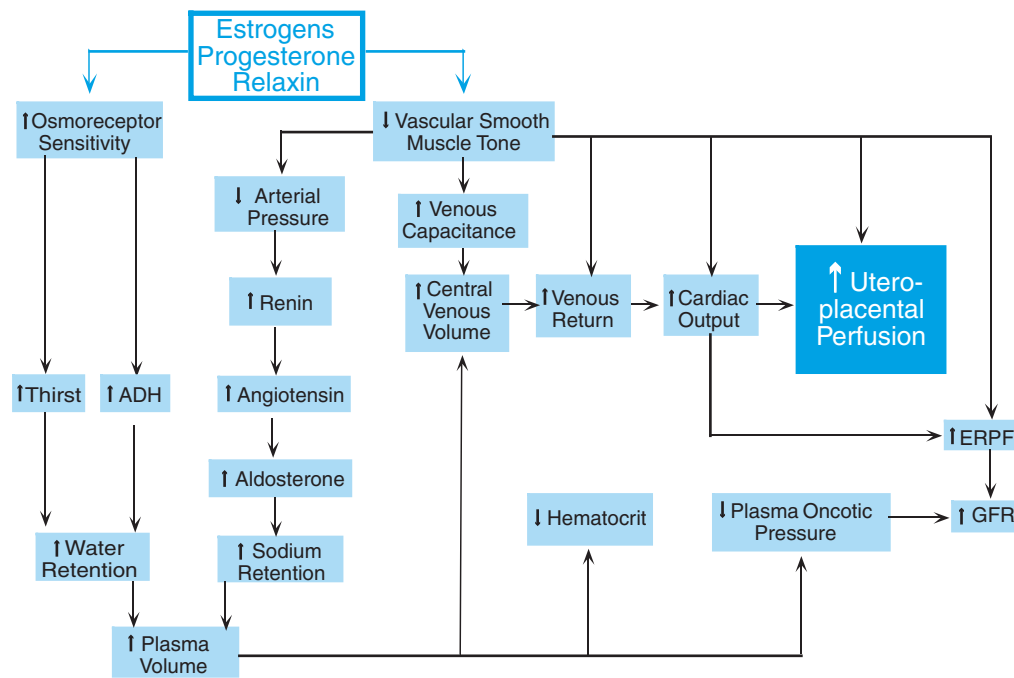 Estrogens
Progesterone
Relaxin
↑Osmoreceptor
Sensitivity
↓ Vascular Smooth
Muscle Tone
↓ Arterial
Pressure
↑ Venous
Capacitance
↑ Renin
↑ Central
Venous
Volume
↑Venous
Return
↑Cardiac
Output
↑ Utero-
placental
Perfusion
↑Thirst
↑ADH
↑Angiotensin
↑ERPF
↑ Aldosterone
↓ Hematocrit
↓Plasma Oncotic
Pressure
↑ GFR
↑Water
Retention
↑ Sodium
Retention
↑ Plasma
Volume